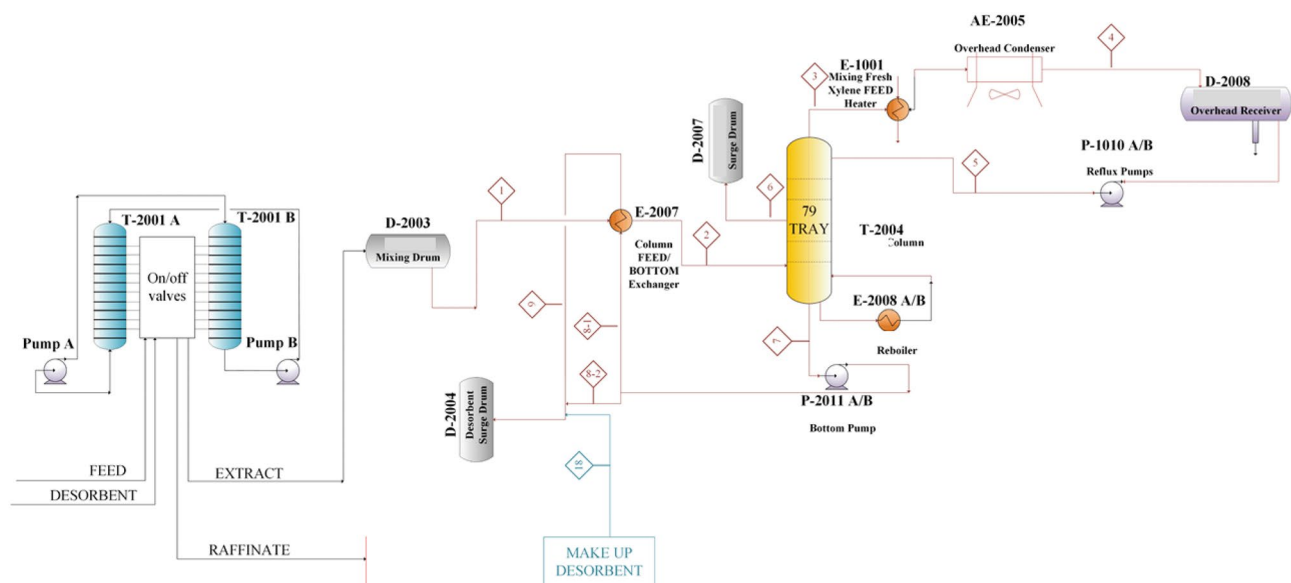 AE-2005
Overhead Condenser
4
E-1001
Mixing Fresh
Xylene FEED
Heater
3
D-2008
Overhead Receiver
D-2007
Surge Drum
P-1010 A/B
Reflux Pumps
5
6
1
T-2001 A
T-2001 B
D-2003
Mixing Drum
E-2007
Column
FEED/
BOTTOM
Exchanger
2
79
TRAY
T-2004
Column
On/off
valves
9
8-1
E-2008 A/B
Reboiler
Pump A
Pump B
7
8-2
P-2011 A/B
Bottom Pump
D-2004
Desorbent
Surge Drum
18
FEED
EXTRACT
DESORBENT
RAFFINATE
MAKE UP
DESORBENT